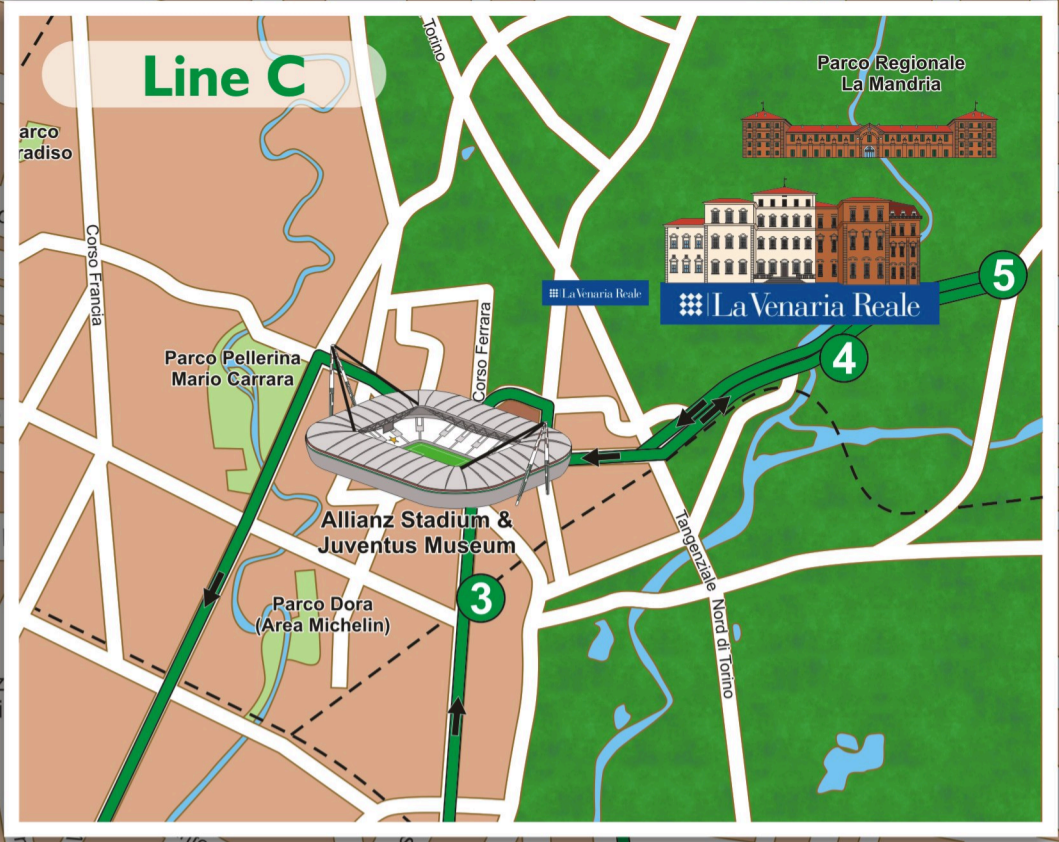 Line C
Torino
Parco Regionale
La Mandria
arco
radiso
Corso Francia
5
La Venaria Reale
La Venaria Reale
Corso Ferrara
4
Parco Pellerina
Mario Carrara
Allianz Stadium &
Juventus Museum
Tangenziale Nord di Torino
3
Parco Dora
(Area Michelin)